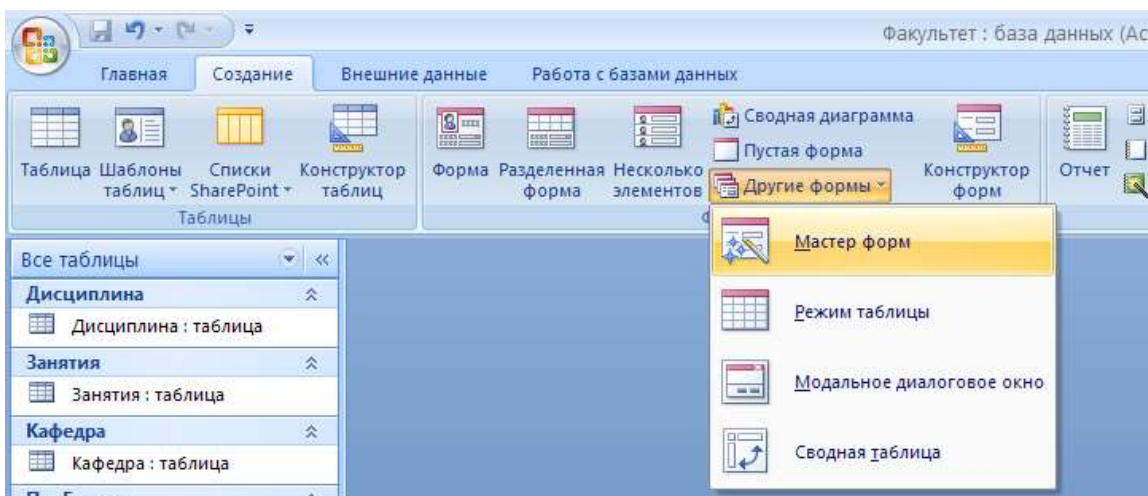 Факультет : база данных (Ac
Главная Создание Внешние данные Работа с базами данных
Таблица
Шаблоны таблиц
Списки SharePoint
Конструктор таблиц
Таблицы
Форма
Разделенная форма
Несколько элементов
Сводная диаграмма
Пустая форма
Другие формы
Конструктор форм
Отчет
Мастер форм
Режим таблицы
Модальное диалоговое окно
Сводная таблица
Все таблицы
Дисциплина
Дисциплина : таблица
Занятия
Занятия : таблица
Кафедра
Кафедра : таблица